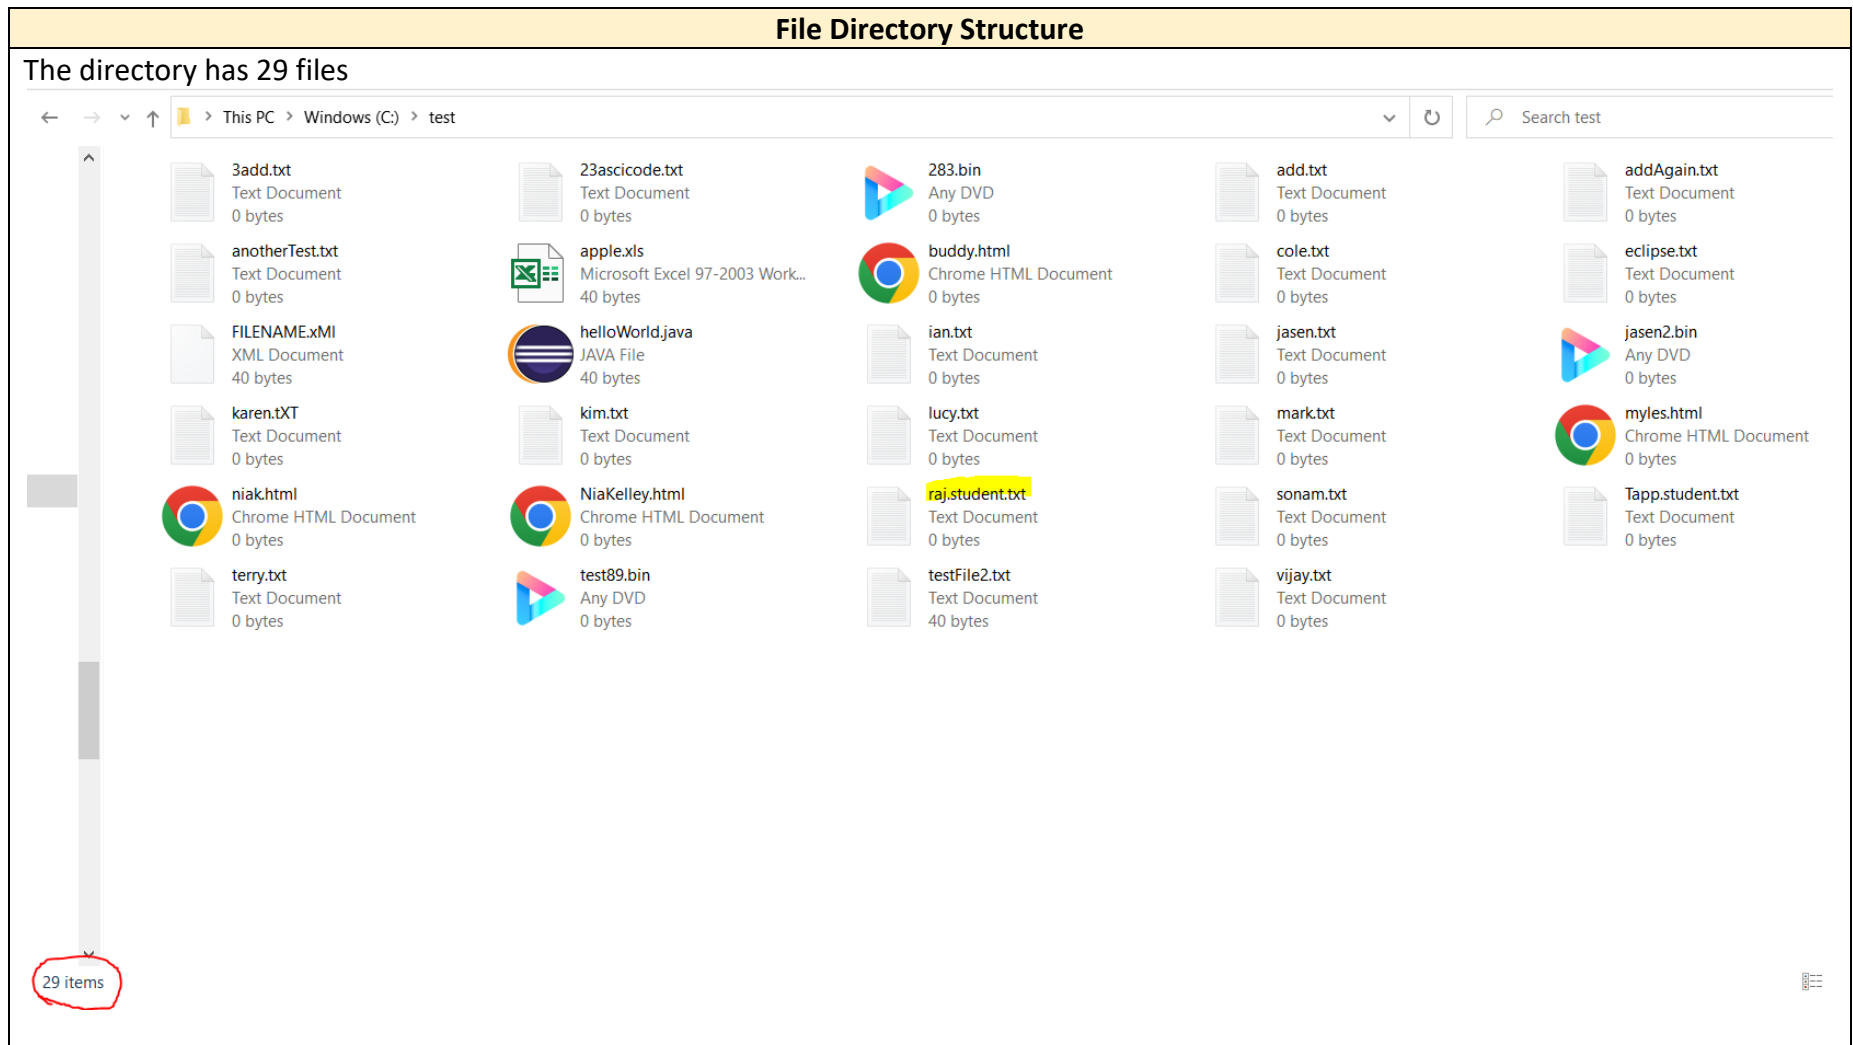 File Directory Structure
The directory has 29 files
This PC > Windows (C:) > test
Search test
3add.txt
Text Document
0 bytes
23ascicode.txt
Text Document
0 bytes
283.bin
Any DVD
0 bytes
add.txt
Text Document
0 bytes
addAgain.txt
Text Document
0 bytes
anotherTest.txt
Text Document
0 bytes
apple.xls
Microsoft Excel 97-2003 Work...
40 bytes
buddy.html
Chrome HTML Document
0 bytes
cole.txt
Text Document
0 bytes
eclipse.txt
Text Document
0 bytes
FILENAME.xMl
XML Document
40 bytes
helloWorld.java
JAVA File
40 bytes
ian.txt
Text Document
0 bytes
jasen.txt
Text Document
0 bytes
jasen2.bin
Any DVD
0 bytes
karen.tXT
Text Document
0 bytes
kim.txt
Text Document
0 bytes
lucy.txt
Text Document
0 bytes
mark.txt
Text Document
0 bytes
myles.html
Chrome HTML Document
0 bytes
niak.html
Chrome HTML Document
0 bytes
NiaKelley.html
Chrome HTML Document
0 bytes
raj.student.txt
Text Document
0 bytes
sonam.txt
Text Document
0 bytes
Tapp.student.txt
Text Document
0 bytes
terry.txt
Text Document
0 bytes
test89.bin
Any DVD
0 bytes
testFile2.txt
Text Document
40 bytes
vijay.txt
Text Document
0 bytes
29 items